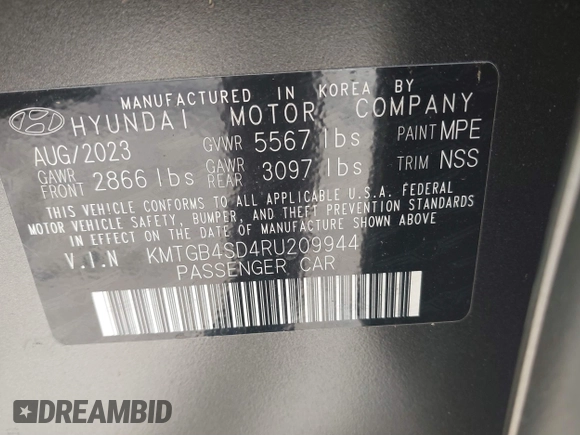 MANUFACTURED IN KOREA BY
HYUNDAI MOTOR COMPANY
AUG/2023 GVWR 5567 lbs PAINT MPE
GAWR FRONT 2866 lbs GAWR REAR 3097 lbs TRIM NSS
THIS VEHICLE CONFORMS TO ALL APPLICABLE U.S.A. FEDERAL
MOTOR VEHICLE SAFETY, BUMPER, AND THEFT PREVENTION STANDARDS
IN EFFECT ON THE DATE OF MANUFACTURE SHOWN ABOVE
V.I.N KMTGB4SD4RU209944
PASSENGER CAR
DREAMBID